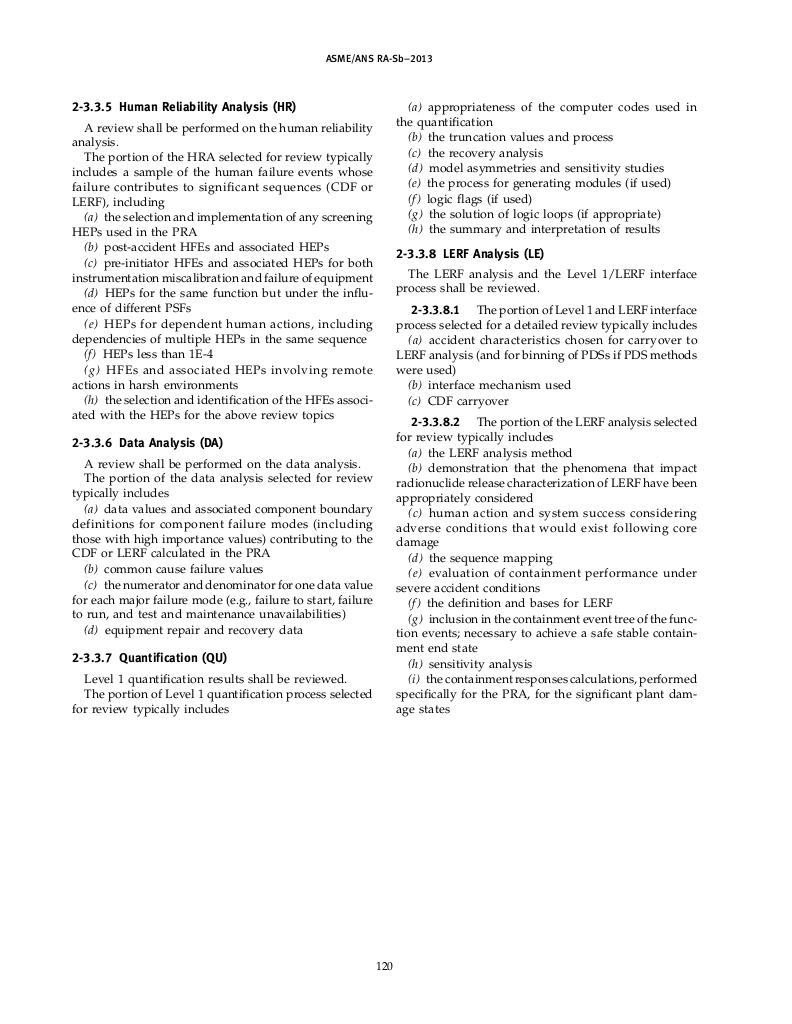 ASME/ANS RA-Sb–2013
2-3.3.5 Human Reliability Analysis (HR)
A review shall be performed on the human reliability
analysis.
The portion of the HRA selected for review typically
includes a sample of the human failure events whose
failure contributes to significant sequences (CDF or
LERF), including
(a) the selection and implementation of any screening
HEPs used in the PRA
(b) post-accident HFEs and associated HEPs
(c) pre-initiator HFEs and associated HEPs for both
instrumentation miscalibration and failure of equipment
(d) HEPs for the same function but under the influ-
ence of different PSFs
(e) HEPs for dependent human actions, including
dependencies of multiple HEPs in the same sequence
(f) HEPs less than 1E-4
(g) HFEs and associated HEPs involving remote
actions in harsh environments
(h) the selection and identification of the HFEs associ-
ated with the HEPs for the above review topics
2-3.3.6 Data Analysis (DA)
A review shall be performed on the data analysis.
The portion of the data analysis selected for review
typically includes
(a) data values and associated component boundary
definitions for component failure modes (including
those with high importance values) contributing to the
CDF or LERF calculated in the PRA
(b) common cause failure values
(c) the numerator and denominator for one data value
for each major failure mode (e.g., failure to start, failure
to run, and test and maintenance unavailabilities)
(d) equipment repair and recovery data
2-3.3.7 Quantification (QU)
Level 1 quantification results shall be reviewed.
The portion of Level 1 quantification process selected
for review typically includes
(a) appropriateness of the computer codes used in
the quantification
(b) the truncation values and process
(c) the recovery analysis
(d) model asymmetries and sensitivity studies
(e) the process for generating modules (if used)
(f) logic flags (if used)
(g) the solution of logic loops (if appropriate)
(h) the summary and interpretation of results
2-3.3.8 LERF Analysis (LE)
The LERF analysis and the Level 1/LERF interface
process shall be reviewed.
2-3.3.8.1 The portion of Level 1 and LERF interface
process selected for a detailed review typically includes
(a) accident characteristics chosen for carryover to
LERF analysis (and for binning of PDSs if PDS methods
were used)
(b) interface mechanism used
(c) CDF carryover
2-3.3.8.2 The portion of the LERF analysis selected
for review typically includes
(a) the LERF analysis method
(b) demonstration that the phenomena that impact
radionuclide release characterization of LERF have been
appropriately considered
(c) human action and system success considering
adverse conditions that would exist following core
damage
(d) the sequence mapping
(e) evaluation of containment performance under
severe accident conditions
(f) the definition and bases for LERF
(g) inclusion in the containment event tree of the func-
tion events; necessary to achieve a safe stable contain-
ment end state
(h) sensitivity analysis
(i) the containment responses calculations, performed
specifically for the PRA, for the significant plant dam-
age states
120